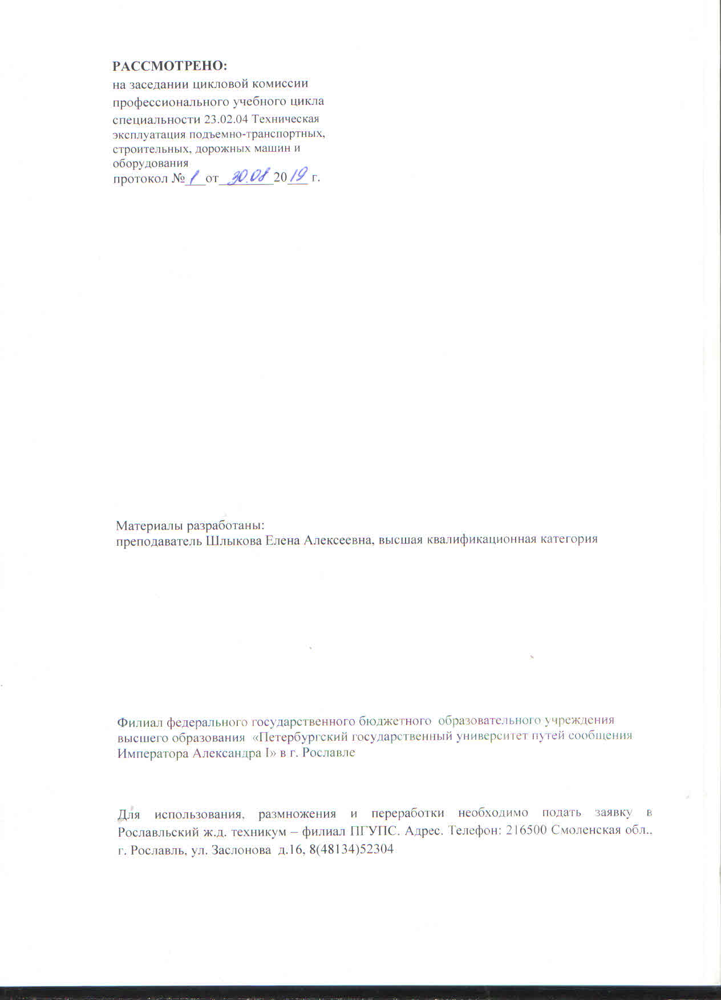 РАССМОТРЕНО:
на заседании цикловой комиссии
профессионального учебного цикла
специальности 23.02.04 Техническая
эксплуатация подъемно-транспортных,
строительных, дорожных машин и
оборудования
протокол № 1 от 30.08 2019 г.
Материалы разработаны:
преподаватель Шлыкова Елена Алексеевна, высшая квалификационная категория
Филиал федерального государственного бюджетного образовательного учреждения
высшего образования «Петербургский государственный университет путей сообщения
Императора Александра I» в г. Рославле
Для использования, размножения и переработки необходимо подать заявку в
Рославльский ж.д. техникум – филиал ПГУПС. Адрес. Телефон: 216500 Смоленская обл.,
г. Рославль, ул. Заслонова д.16, 8(48134)52304